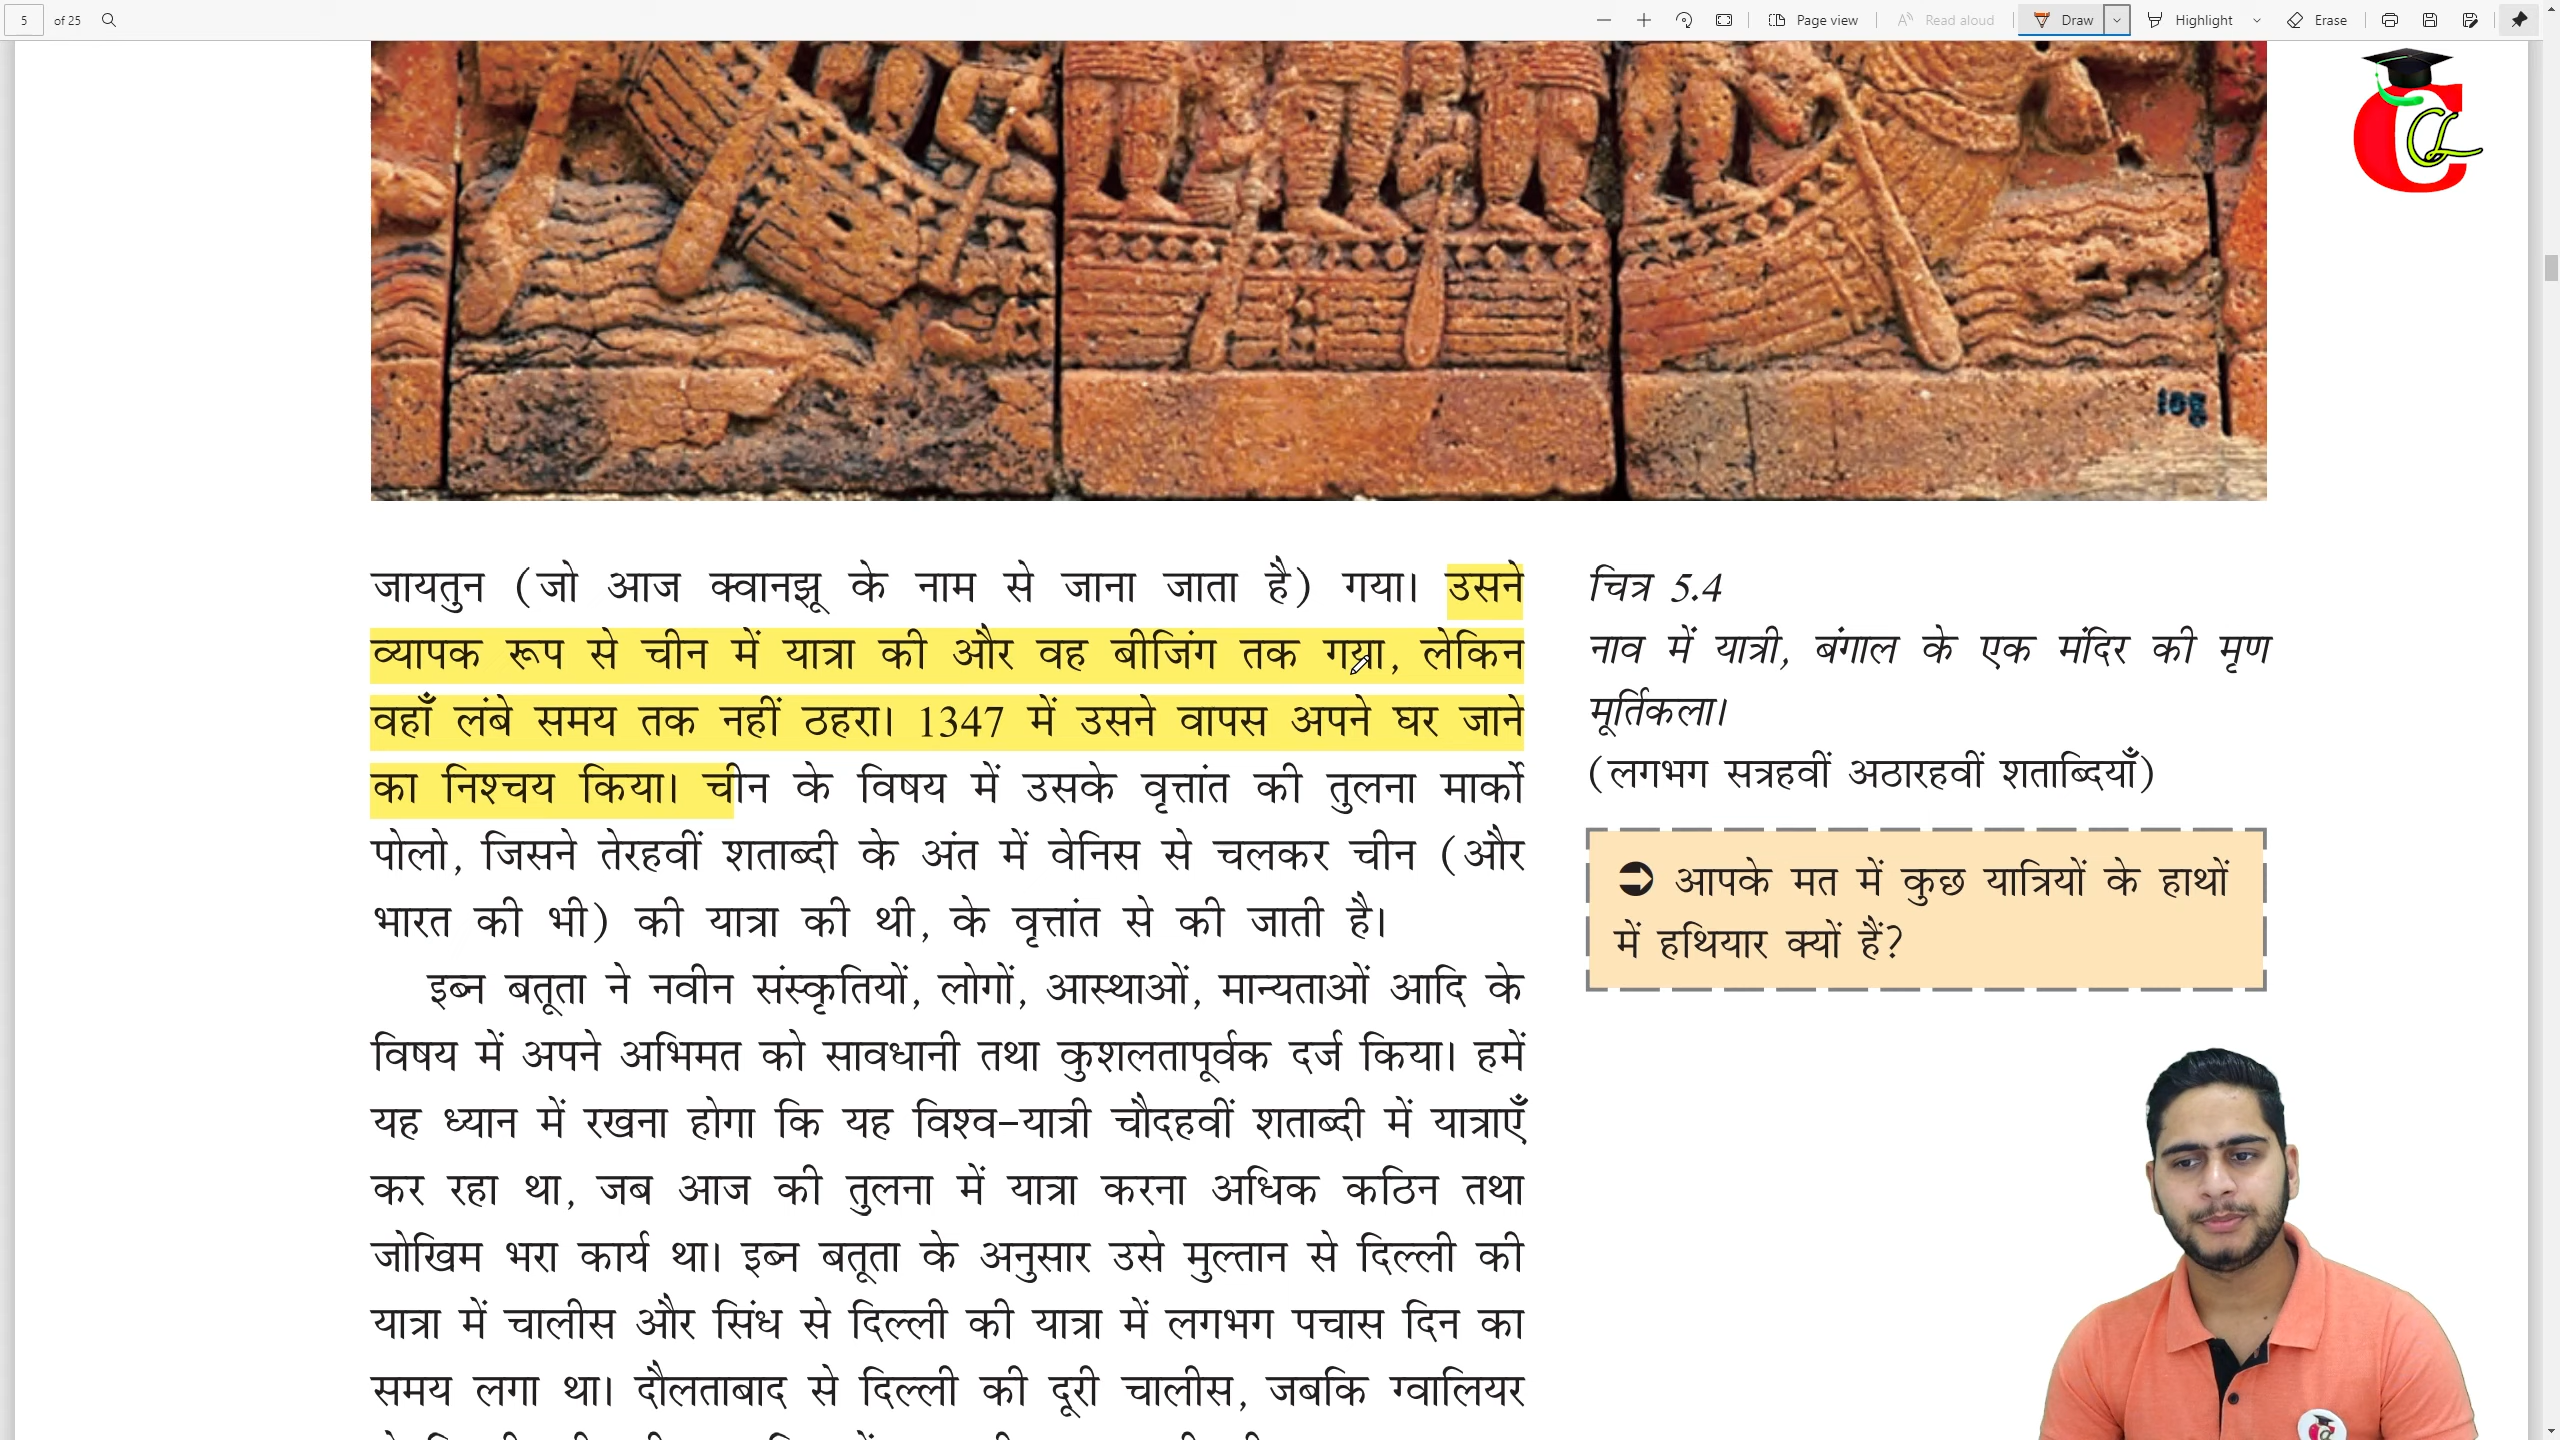 5 of 25 Page view Read aloud Draw Highlight Erase
जायतुन (जो आज क्वानझू के नाम से जाना जाता है) गया। उसने
व्यापक रूप से चीन में यात्रा की और वह बीजिंग तक गया, लेकिन
वहाँ लंबे समय तक नहीं ठहरा। 1347 में उसने वापस अपने घर जाने
का निश्चय किया। चीन के विषय में उसके वृत्तांत की तुलना मार्को
पोलो, जिसने तेरहवीं शताब्दी के अंत में वेनिस से चलकर चीन (और
भारत की भी) की यात्रा की थी, के वृत्तांत से की जाती है।
इब्न बतूता ने नवीन संस्कृतियों, लोगों, आस्थाओं, मान्यताओं आदि के
विषय में अपने अभिमत को सावधानी तथा कुशलतापूर्वक दर्ज किया। हमें
यह ध्यान में रखना होगा कि यह विश्व-यात्री चौदहवीं शताब्दी में यात्राएँ
कर रहा था, जब आज की तुलना में यात्रा करना अधिक कठिन तथा
जोखिम भरा कार्य था। इब्न बतूता के अनुसार उसे मुल्तान से दिल्ली की
यात्रा में चालीस और सिंध से दिल्ली की यात्रा में लगभग पचास दिन का
समय लगा था। दौलताबाद से दिल्ली की दूरी चालीस, जबकि ग्वालियर
चित्र 5.4
नाव में यात्री, बंगाल के एक मंदिर की मृण
मूर्तिकला।
(लगभग सत्रहवीं अठारहवीं शताब्दियाँ)
आपके मत में कुछ यात्रियों के हाथों
में हथियार क्यों हैं?